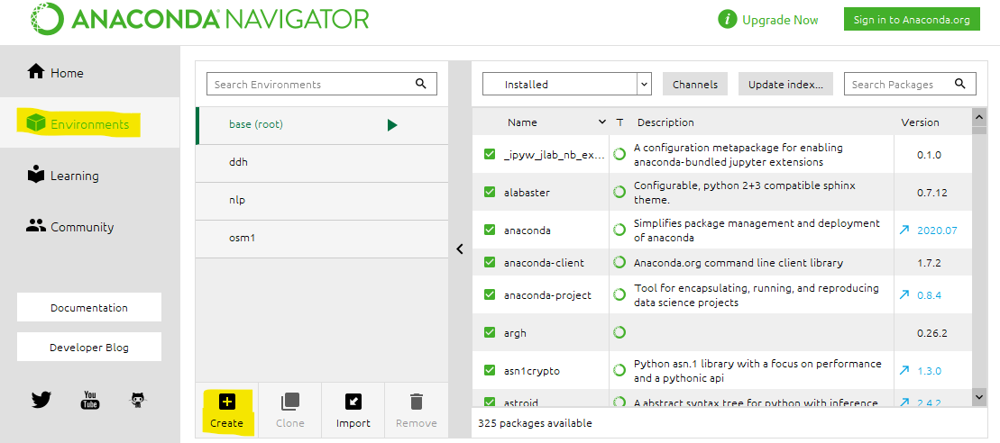 ANACONDA NAVIGATOR
Upgrade Now
Sign in to Anaconda.org
Home
Environments
Learning
Community
Documentation
Developer Blog
You
Tube
Search Environments
base (root)
ddh
nlp
osm1
Create
Clone
Import
Remove
Installed
Channels
Update index...
Search Packages
Name T Description Version
_ipyw_jlab_nb_ex... A configuration metapackage for enabling
anaconda-bundled jupyter extensions 0.1.0
alabaster Configurable, python 2+3 compatible sphinx
theme. 0.7.12
anaconda Simplifies package management and deployment
of anaconda 2020.07
anaconda-client Anaconda.org command line client library 1.7.2
anaconda-project Tool for encapsulating, running, and reproducing
data science projects 0.8.4
argh 0.26.2
asn1crypto Python asn.1 library with a focus on performance
and a pythonic api 1.3.0
astroid A abstract syntax tree for python with inference 2.4.2
325 packages available